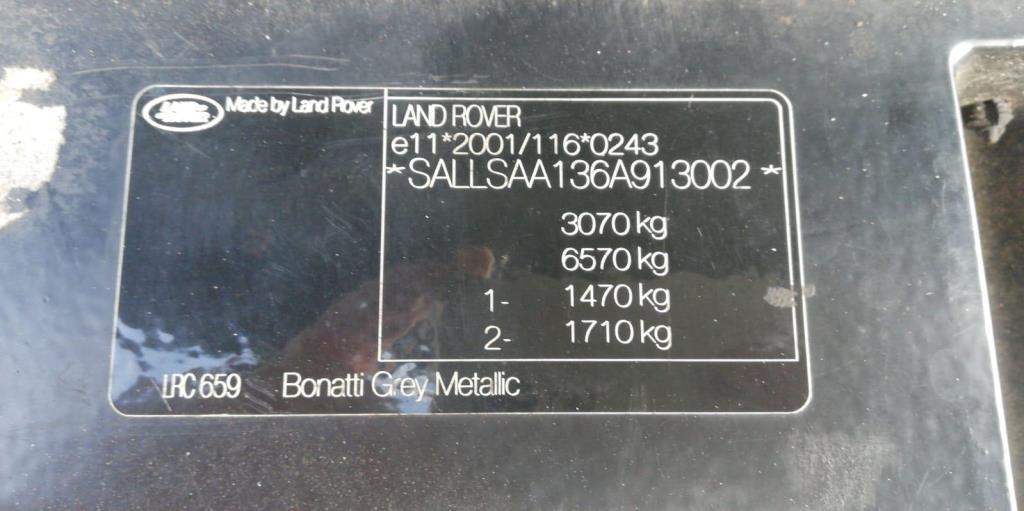 LAND ROVER
Made by Land Rover
LAND ROVER
e11*2001/116*0243
*SALLSAA136A913002*
3070 kg
6570 kg
1- 1470 kg
2- 1710 kg
LRC 659 Bonatti Grey Metallic